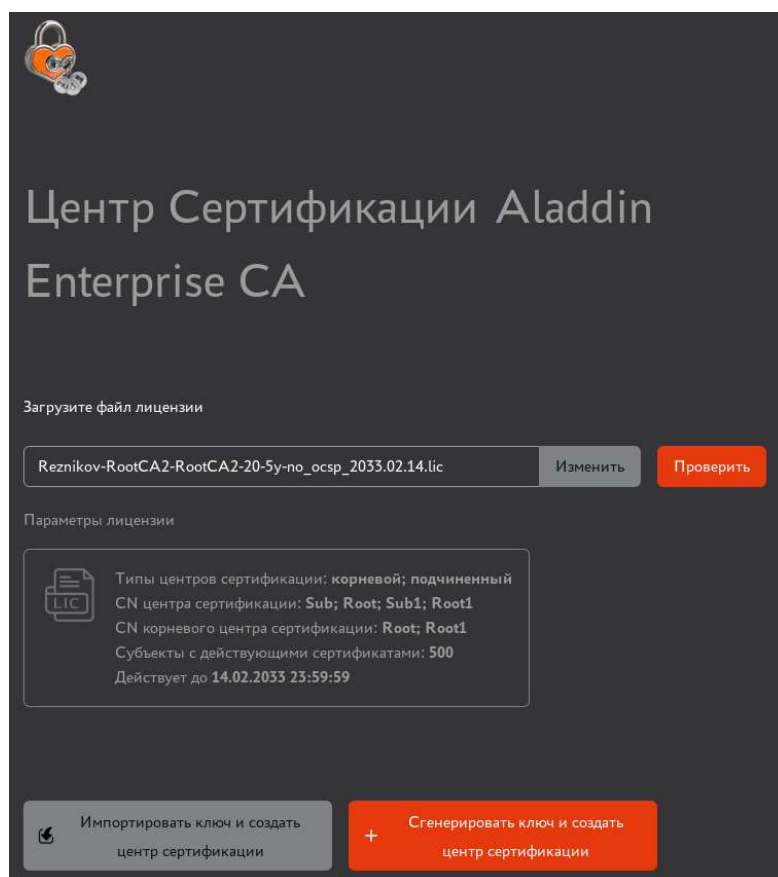 Центр Сертификации Aladdin
Enterprise CA
Загрузите файл лицензии
Reznikov-RootCA2-RootCA2-20-5y-no_ocsp_2033.02.14.lic
Изменить
Проверить
Параметры лицензии
LIC
Типы центров сертификации: корневой; подчиненный
CN центра сертификации: Sub; Root; Sub1; Root1
CN корневого центра сертификации: Root; Root1
Субъекты с действующими сертификатами: 500
Действует до 14.02.2033 23:59:59
Импортировать ключ и создать
центр сертификации
+ Сгенерировать ключ и создать
центр сертификации